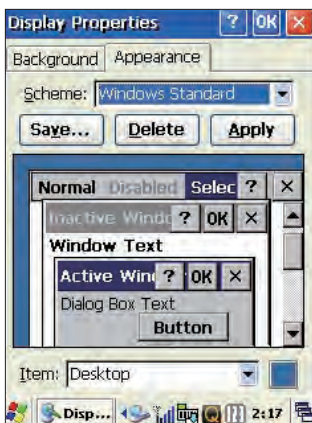 Display Properties ? OK ×
Background Appearance
Scheme: Windows Standard
Save... Delete Apply
Normal Disabled Selec ? ×
Inactive Windo ? OK ×
Window Text
Active Wind ? OK ×
Dialog Box Text
Button
Item: Desktop
Disp... 2:17